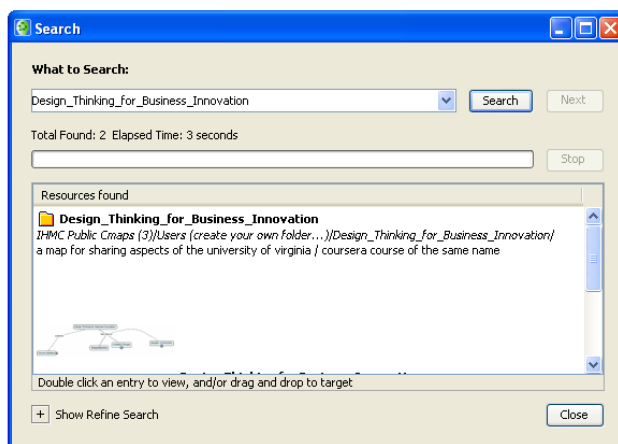 Search
What to Search:
Design_Thinking_for_Business_Innovation
Search
Next
Total Found: 2 Elapsed Time: 3 seconds
Stop
Resources found
Design_Thinking_for_Business_Innovation
IHMC Public Cmaps (3)/Users (create your own folder...)/Design_Thinking_for_Business_Innovation/
a map for sharing aspects of the university of virginia / coursera course of the same name
Double click an entry to view, and/or drag and drop to target
+ Show Refine Search
Close